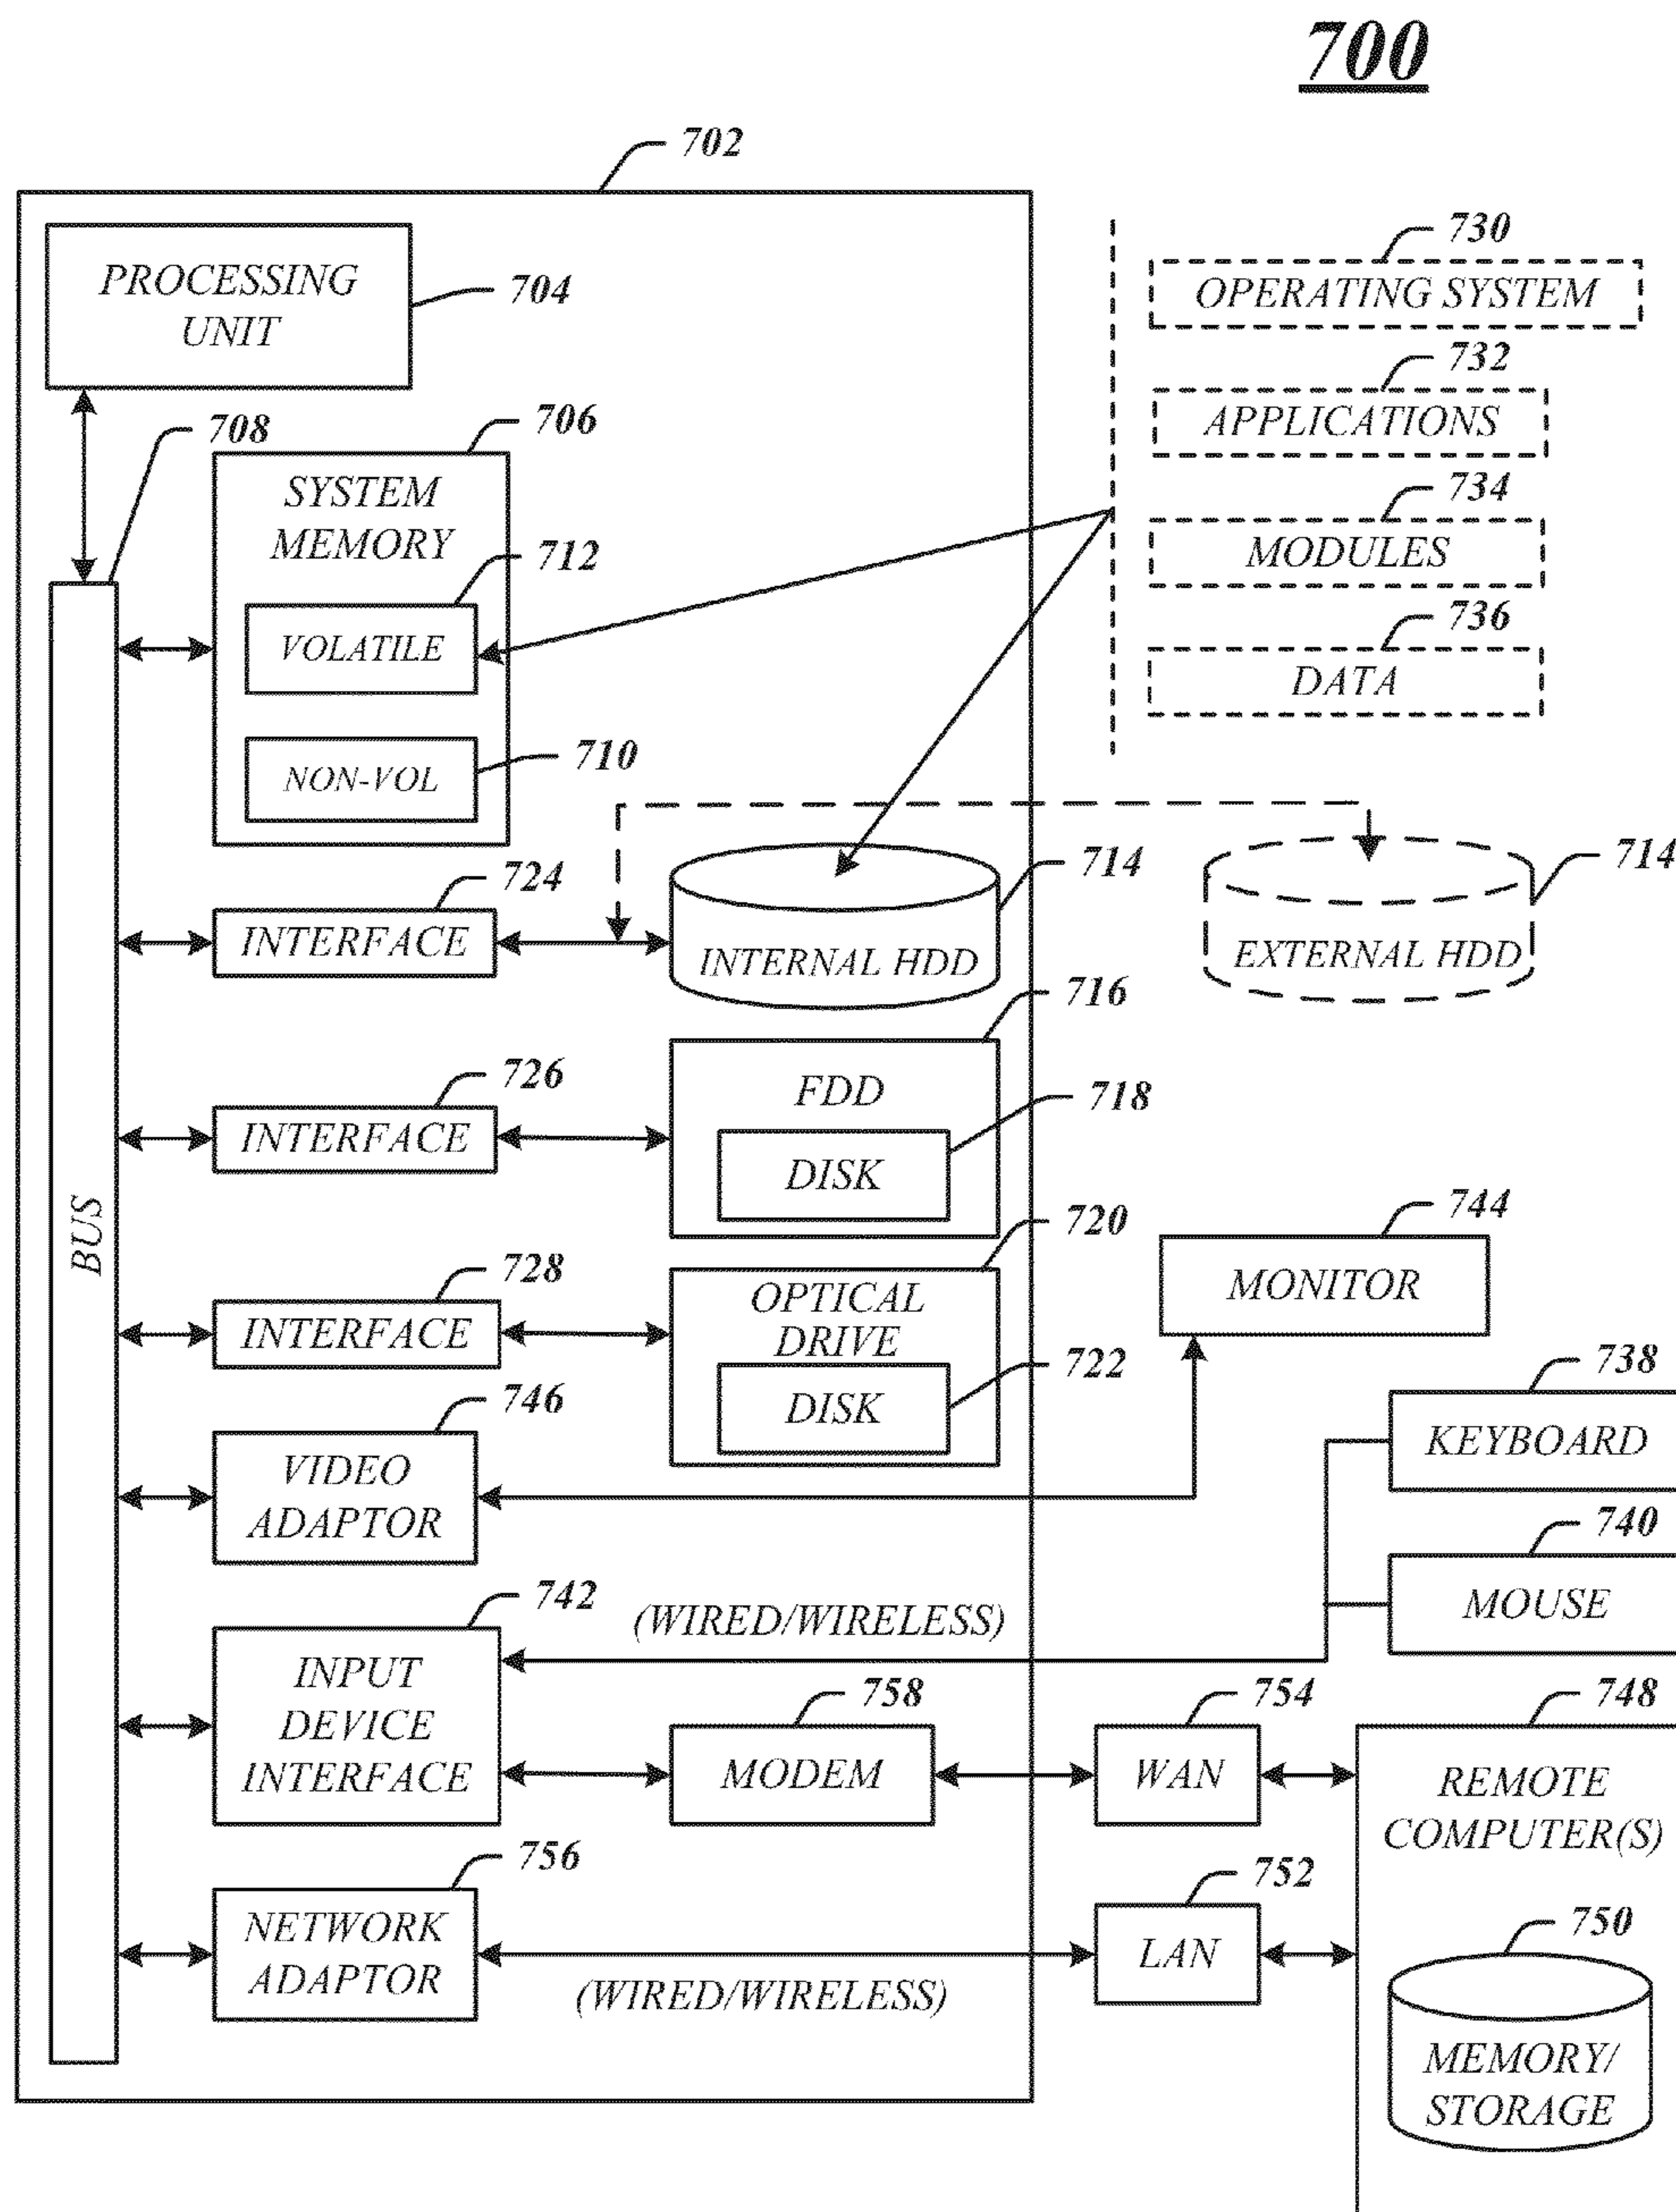 700
702
PROCESSING
UNIT
704
730
OPERATING SYSTEM
732
APPLICATIONS
734
MODULES
736
DATA
708
706
SYSTEM
MEMORY
712
VOLATILE
710
NON-VOL
724
INTERFACE
714
INTERNAL HDD
714
EXTERNAL HDD
716
FDD
718
DISK
726
INTERFACE
BUS
720
OPTICAL
DRIVE
722
DISK
728
INTERFACE
744
MONITOR
746
VIDEO
ADAPTOR
738
KEYBOARD
740
MOUSE
742
INPUT
DEVICE
INTERFACE
(WIRED/WIRELESS)
758
MODEM
754
WAN
748
REMOTE
COMPUTER(S)
756
NETWORK
ADAPTOR
(WIRED/WIRELESS)
752
LAN
750
MEMORY/
STORAGE